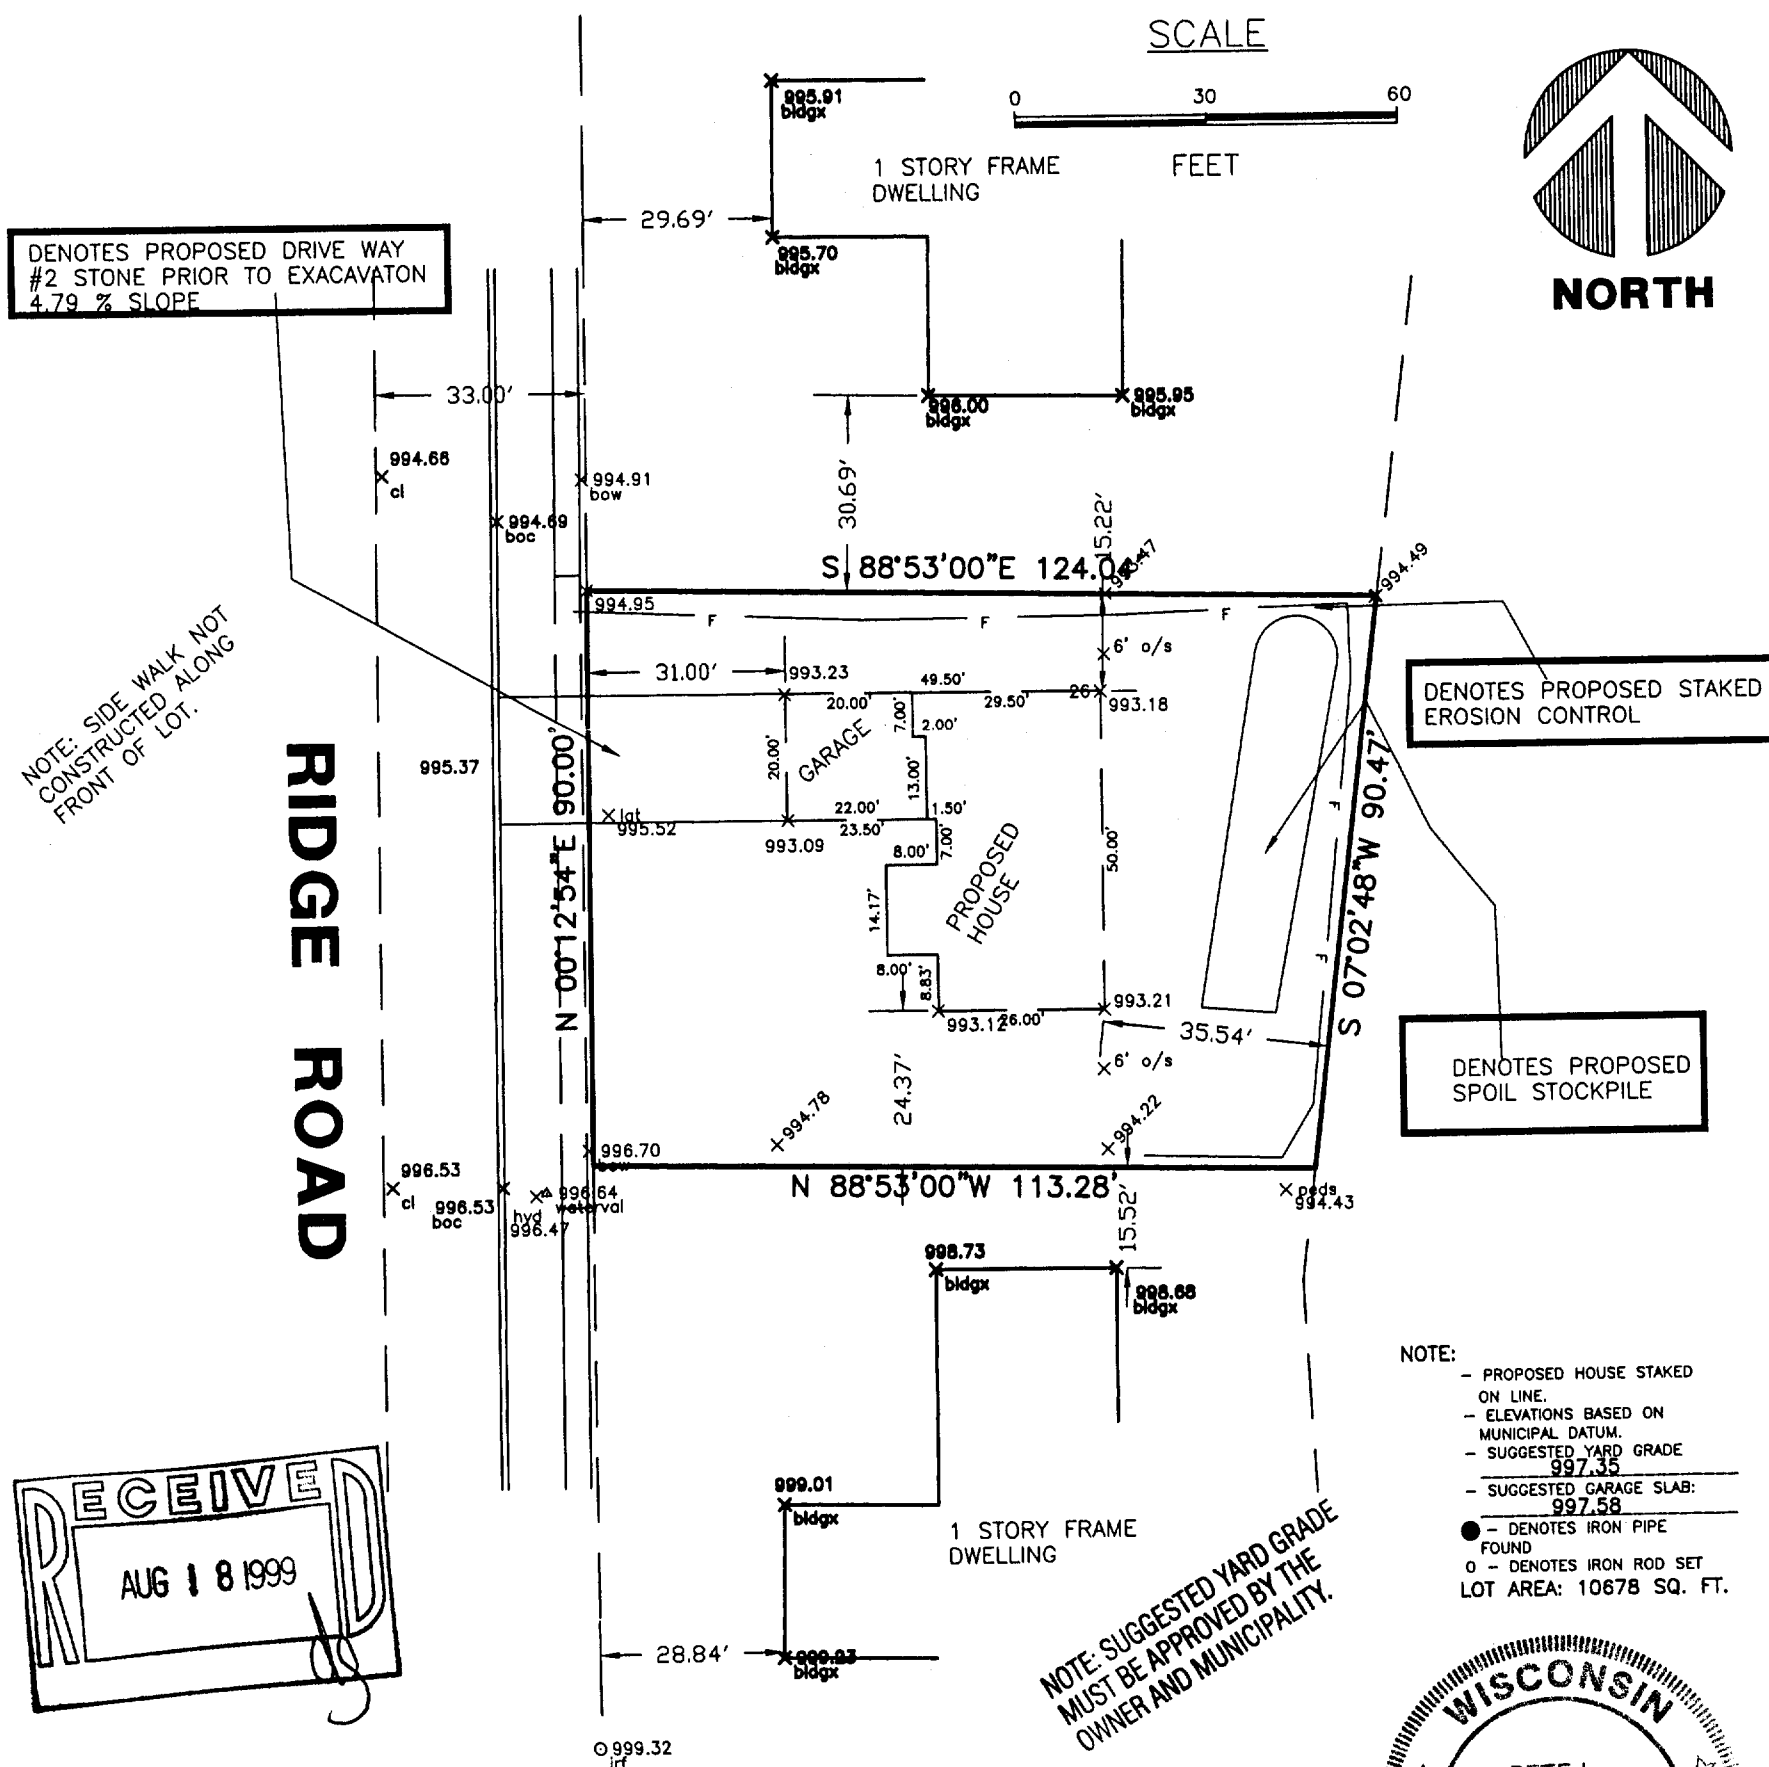 SCALE
0 30 60
FEET
NORTH
995.91
bldgx
1 STORY FRAME
DWELLING
29.69'
995.70
bldgx
DENOTES PROPOSED DRIVE WAY
#2 STONE PRIOR TO EXACAVATON
4.79 % SLOPE
33.00'
996.00
bldgx
995.95
bldgx
994.68
cl
994.91
bow
994.69
boc
30.69'
15.22'
S 88°53'00"E
994.49
994.95
F F F
6' o/s
31.00'
993.23
49.50'
20.00'
29.50'
26
993.18
7.00'
2.00'
GARAGE
20.00'
13.00'
22.00'
1.50'
23.50'
993.09
7.00'
8.00'
14.17'
8.00'
8.83'
PROPOSED
HOUSE
50.00'
993.12
26.00'
993.21
35.54'
6' o/s
24.37'
DENOTES PROPOSED STAKED
EROSION CONTROL
NOTE: SIDE WALK NOT
CONSTRUCTED ALONG
FRONT OF LOT.
RIDGE ROAD
995.37
lat
995.52
N 00°12'54"E 90.00'
S 07°02'48"W 90.47'
F
F
DENOTES PROPOSED
SPOIL STOCKPILE
994.78
994.22
996.70
bow
N 88°53'00"W 113.28'
996.53
cl
996.53
boc
hyd
996.47
996.64
waterval
peds
994.43
15.52'
998.73
bldgx
998.68
bldgx
999.01
bldgx
1 STORY FRAME
DWELLING
28.84'
999.23
bldgx
999.32
irf
NOTE:
- PROPOSED HOUSE STAKED
ON LINE.
- ELEVATIONS BASED ON
MUNICIPAL DATUM.
- SUGGESTED YARD GRADE
997.35
- SUGGESTED GARAGE SLAB:
997.58
- DENOTES IRON PIPE
FOUND
0 - DENOTES IRON ROD SET
LOT AREA: 10678 SQ. FT.
NOTE: SUGGESTED YARD GRADE
MUST BE APPROVED BY THE
OWNER AND MUNICIPALITY.
RECEIVED
AUG 18 1999
WISCONSIN